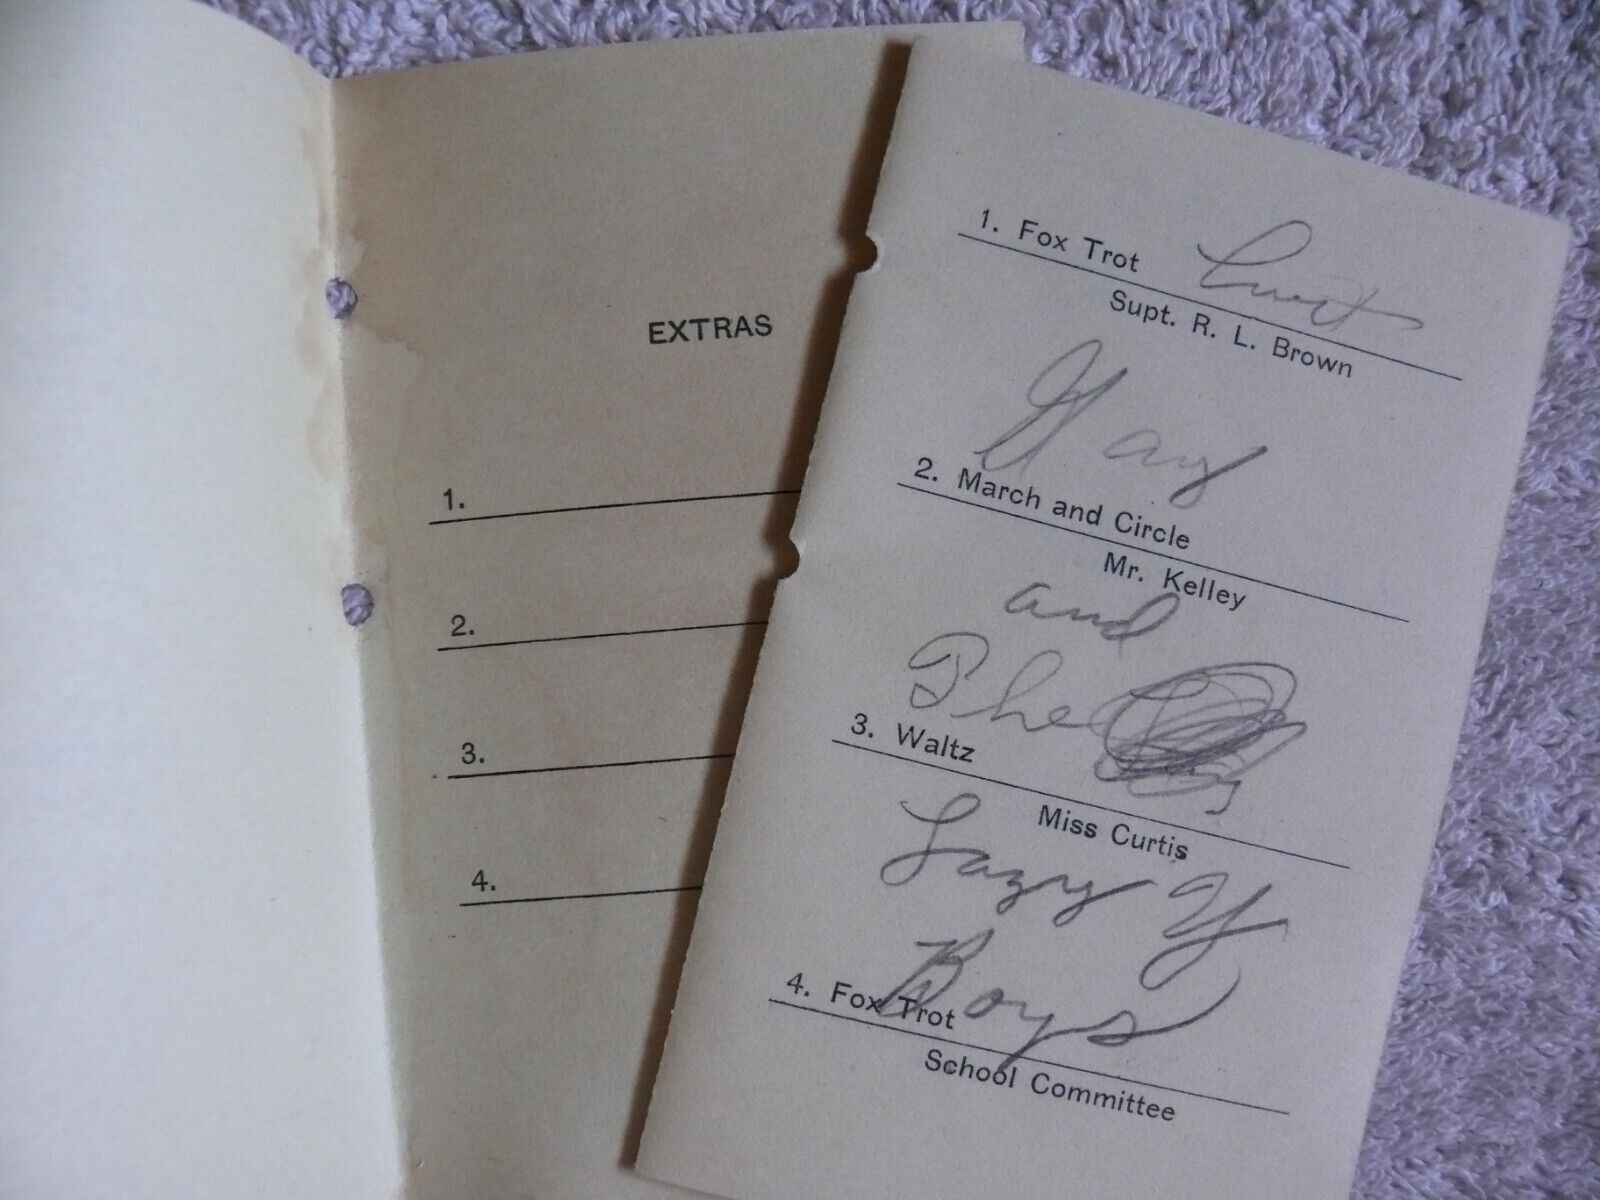 EXTRAS
1.
2.
3.
4.
1. Fox Trot
Supt. R. L. Brown
2. March and Circle
Mr. Kelley
and
The
3. Waltz
Miss Curtis
Lazy Y
Boys
4. Fox Trot
School Committee